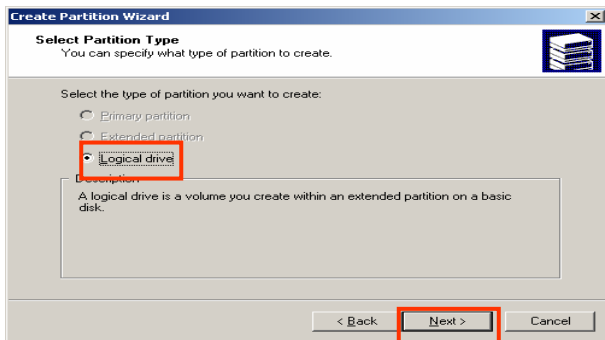 Create Partition Wizard
Select Partition Type
You can specify what type of partition to create.
Select the type of partition you want to create:
Primary partition
Extended partition
Logical drive
Description
A logical drive is a volume you create within an extended partition on a basic
disk.
< Back
Next >
Cancel